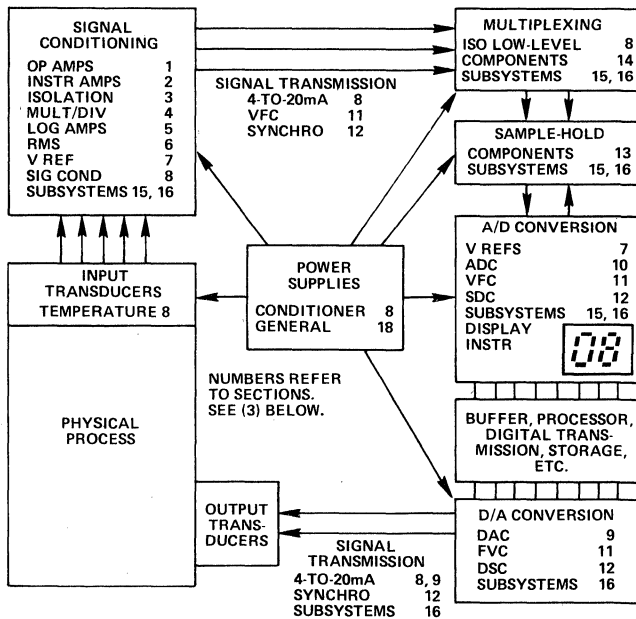 SIGNAL
CONDITIONING
OP AMPS 1
INSTR AMPS 2
ISOLATION 3
MULT/DIV 4
LOG AMPS 5
RMS 6
V REF 7
SIG COND 8
SUBSYSTEMS 15, 16
SIGNAL TRANSMISSION
4-TO-20mA 8
VFC 11
SYNCHRO 12
MULTIPLEXING
ISO LOW-LEVEL 8
COMPONENTS 14
SUBSYSTEMS 15, 16
SAMPLE-HOLD
COMPONENTS 13
SUBSYSTEMS 15, 16
A/D CONVERSION
V REFS 7
ADC 10
VFC 11
SDC 12
SUBSYSTEMS 15, 16
DISPLAY
INSTR
08
INPUT
TRANSDUCERS
TEMPERATURE 8
POWER
SUPPLIES
CONDITIONER 8
GENERAL 18
NUMBERS REFER
TO SECTIONS.
SEE (3) BELOW.
PHYSICAL
PROCESS
BUFFER, PROCESSOR,
DIGITAL TRANS-
MISSION, STORAGE,
ETC.
OUTPUT
TRANS-
DUCERS
SIGNAL
TRANSMISSION
4-TO-20mA 8, 9
SYNCHRO 12
SUBSYSTEMS 16
D/A CONVERSION
DAC 9
FVC 11
DSC 12
SUBSYSTEMS 16